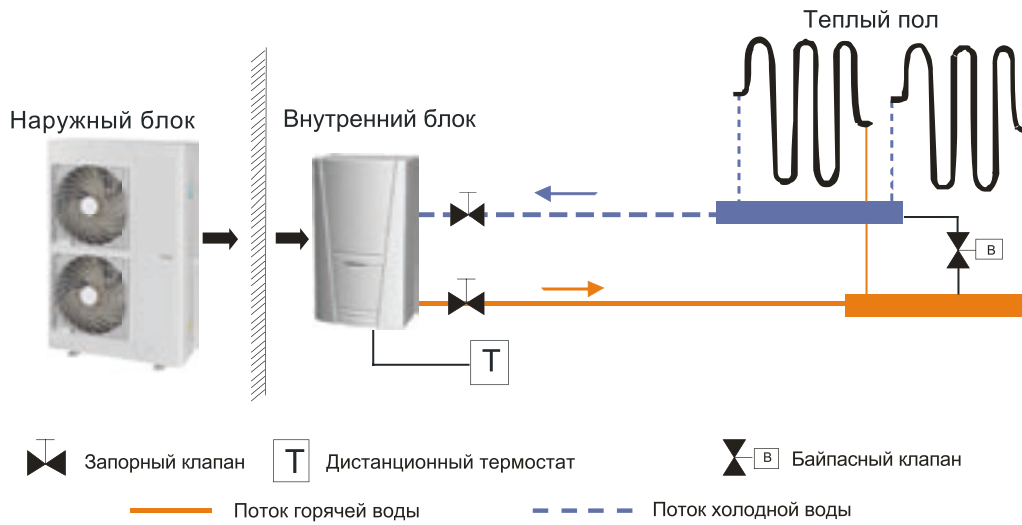 Теплый пол
Наружный блок
Внутренний блок
B
T
Запорный клапан
T
Дистанционный термостат
B
Байпасный клапан
Поток горячей воды
Поток холодной воды